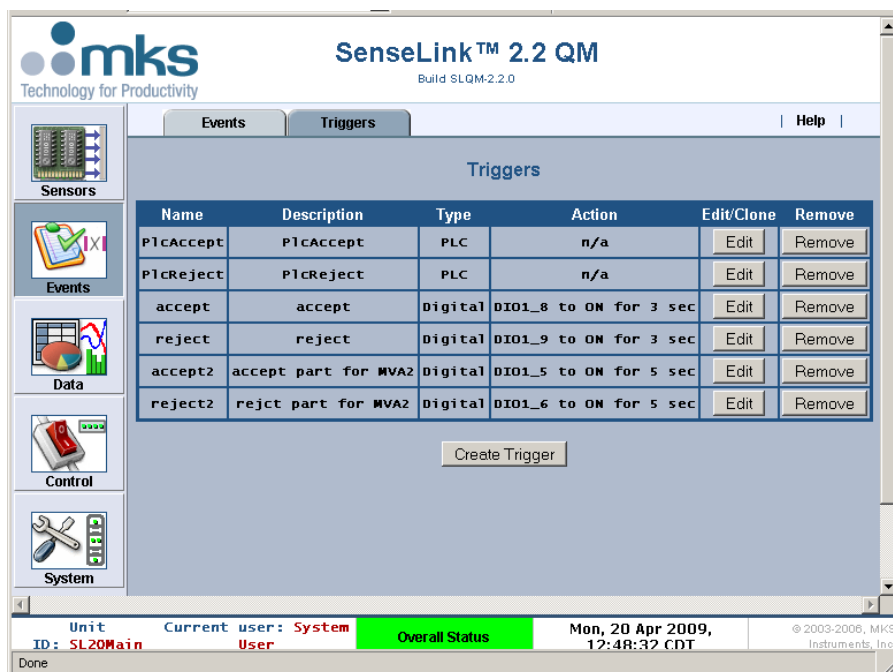 mks
Technology for Productivity
SenseLink™ 2.2 QM
Build SLQM-2.2.0
Events Triggers | Help |
Sensors
Events
Data
Control
System
Triggers
Name Description Type Action Edit/Clone Remove
PlcAccept PlcAccept PLC n/a Edit Remove
PlcReject PlcReject PLC n/a Edit Remove
accept accept Digital DIO1_8 to ON for 3 sec Edit Remove
reject reject Digital DIO1_9 to ON for 3 sec Edit Remove
accept2 accept part for MVA2 Digital DIO1_5 to ON for 5 sec Edit Remove
reject2 rejct part for MVA2 Digital DIO1_6 to ON for 5 sec Edit Remove
Create Trigger
Unit ID: SL20Main
Current user: System User
Overall Status
Mon, 20 Apr 2009,
12:48:32 CDT
© 2003-2006, MKS
Instruments, Inc
Done